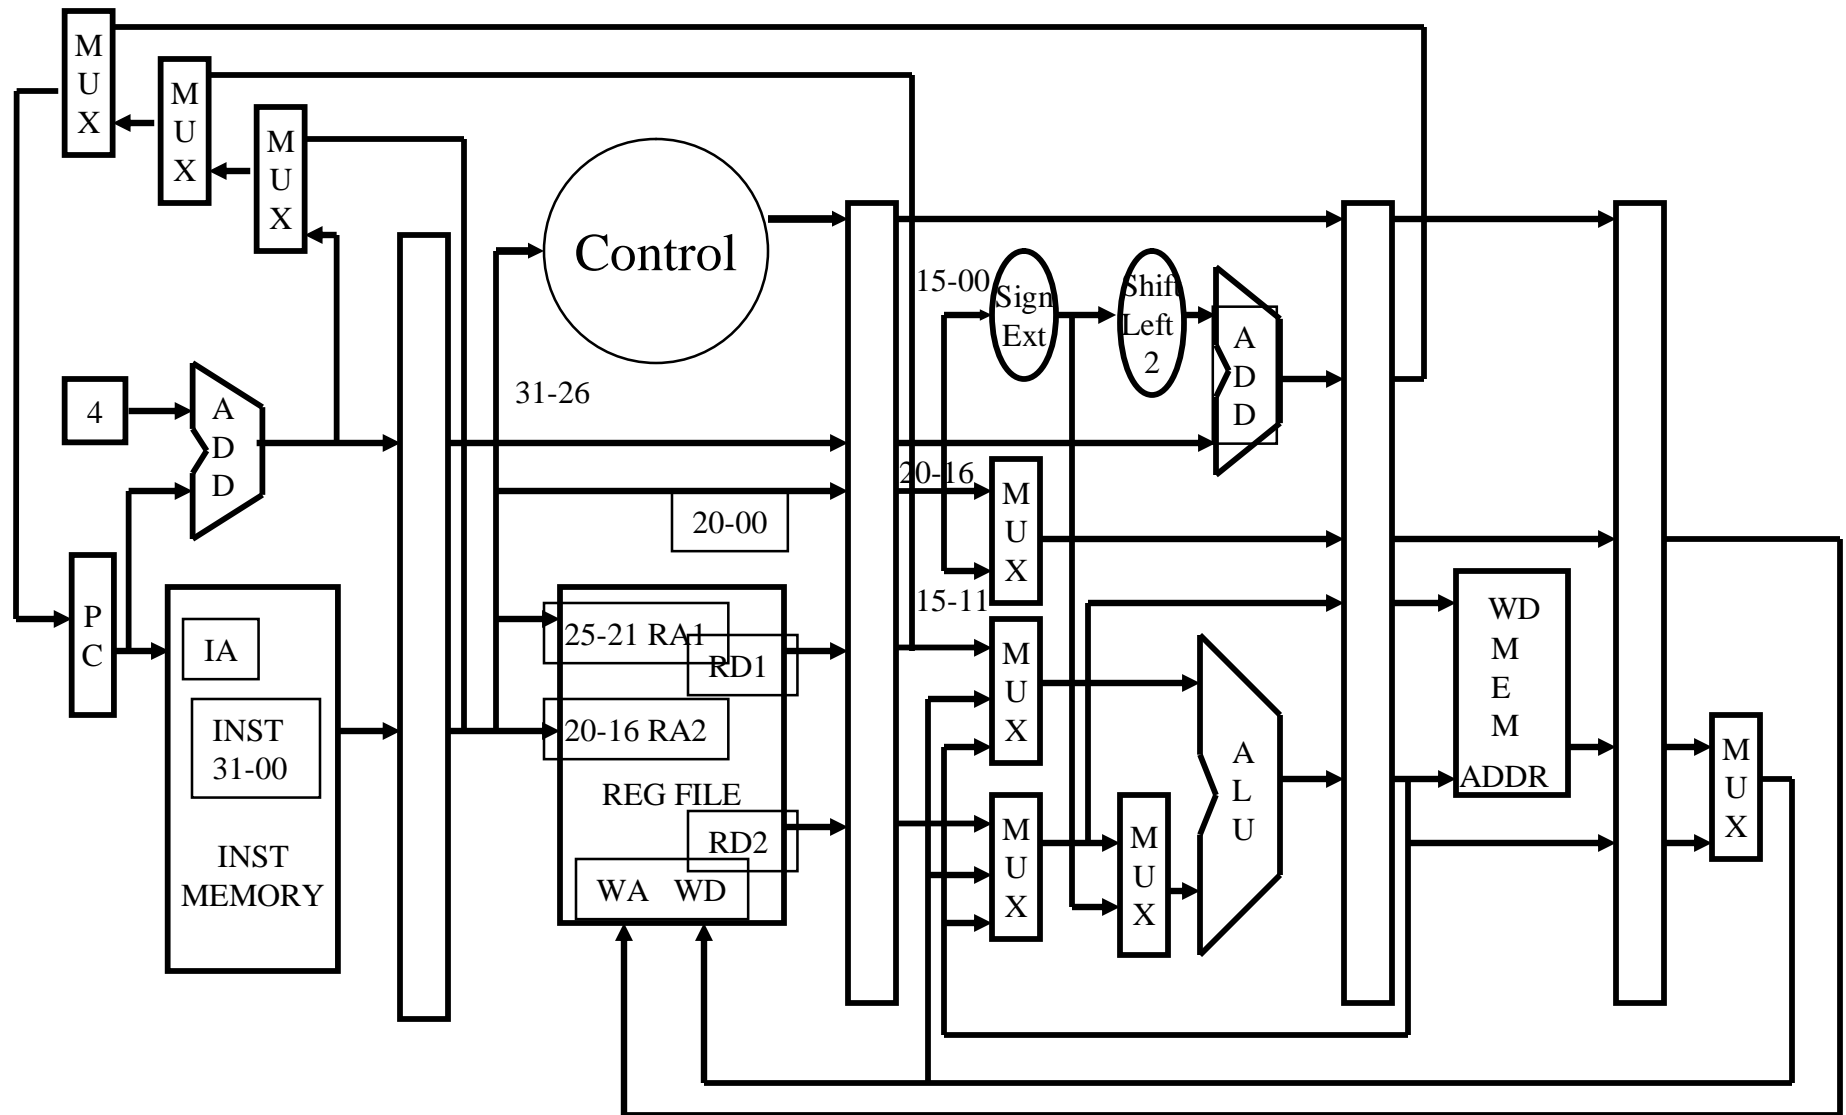 M
U
X
M
U
X
M
U
X
Control
15-00
Sign
Ext
Shift
Left
2
A
D
D
31-26
4
A
D
D
20-16
M
U
X
20-00
15-11
P
C
IA
INST
31-00
INST
MEMORY
25-21 RA1
RD1
20-16 RA2
REG FILE
RD2
WA WD
M
U
X
M
U
X
M
U
X
A
L
U
WD
M
E
M
ADDR
M
U
X